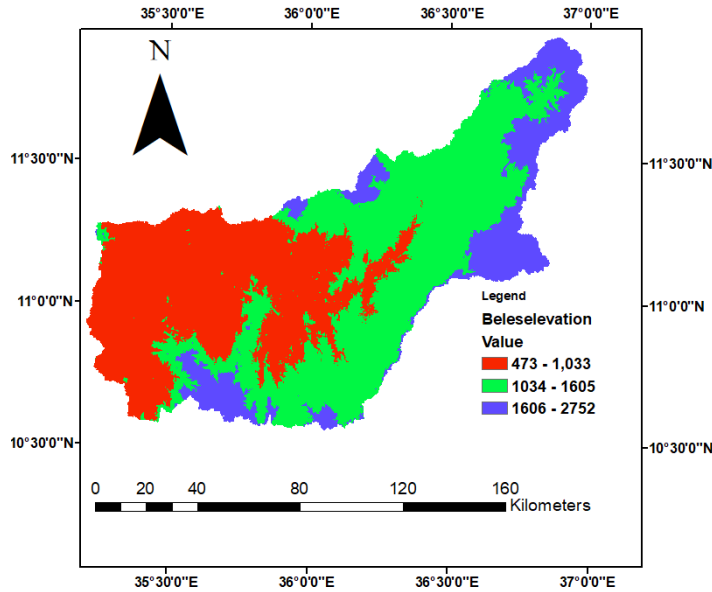 35°30'0"E 36°0'0"E 36°30'0"E 37°0'0"E
N
11°30'0"N 11°30'0"N
11°0'0"N 11°0'0"N
Legend
Beleselevation
Value
473 - 1,033
1034 - 1605
1606 - 2752
10°30'0"N 10°30'0"N
0 20 40 80 120 160
Kilometers
35°30'0"E 36°0'0"E 36°30'0"E 37°0'0"E